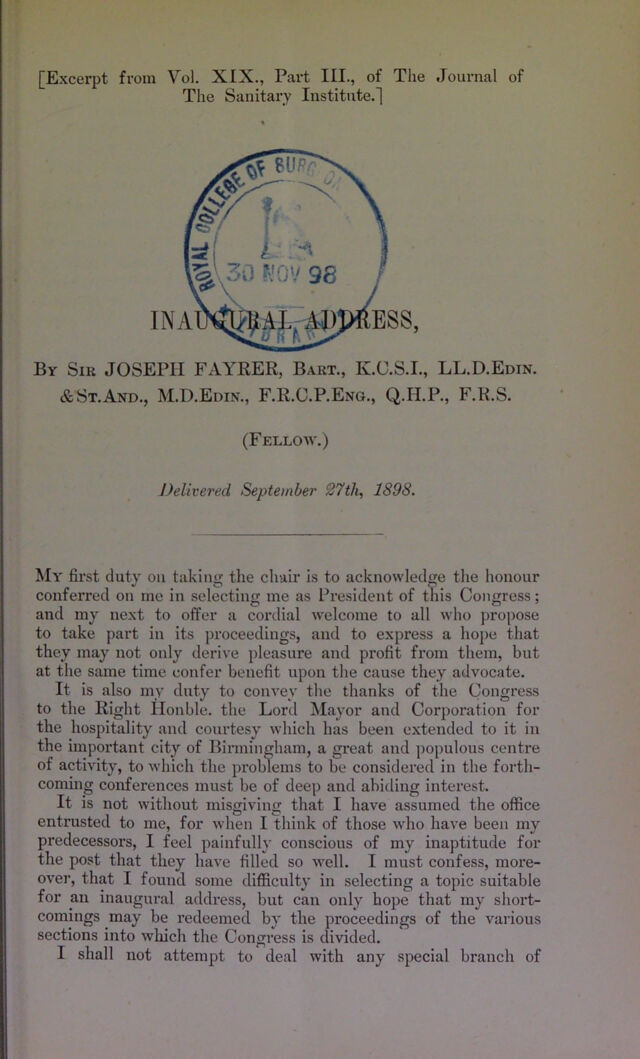 [Excerpt from Vol. XIX., Part III., of The Journal of
The Sanitary Institute.]
ROYAL COLLEGE OF SURG
30 NOV 98
LIBRARY
INAUGURAL ADDRESS,
By Sir JOSEPH FAYRER, Bart., K.C.S.I., LL.D.Edin.
& St.And., M.D.Edin., F.R.C.P.Eng., Q.H.P., F.R.S.
(Fellow.)
Delivered September 27th, 1898.
My first duty on taking the chair is to acknowledge the honour
conferred on me in selecting me as President of this Congress;
and my next to offer a cordial welcome to all who propose
to take part in its proceedings, and to express a hope that
they may not only derive pleasure and profit from them, but
at the same time confer benefit upon the cause they advocate.
It is also my duty to convey the thanks of the Congress
to the Right Honble. the Lord Mayor and Corporation for
the hospitality and courtesy which has been extended to it in
the important city of Birmingham, a great and populous centre
of activity, to which the problems to be considered in the forth-
coming conferences must be of deep and abiding interest.
It is not without misgiving that I have assumed the office
entrusted to me, for when I think of those who have been my
predecessors, I feel painfully conscious of my inaptitude for
the post that they have filled so well. I must confess, more-
over, that I found some difficulty in selecting a topic suitable
for an inaugural address, but can only hope that my short-
comings may be redeemed by the proceedings of the various
sections into which the Congress is divided.
I shall not attempt to deal with any special branch of